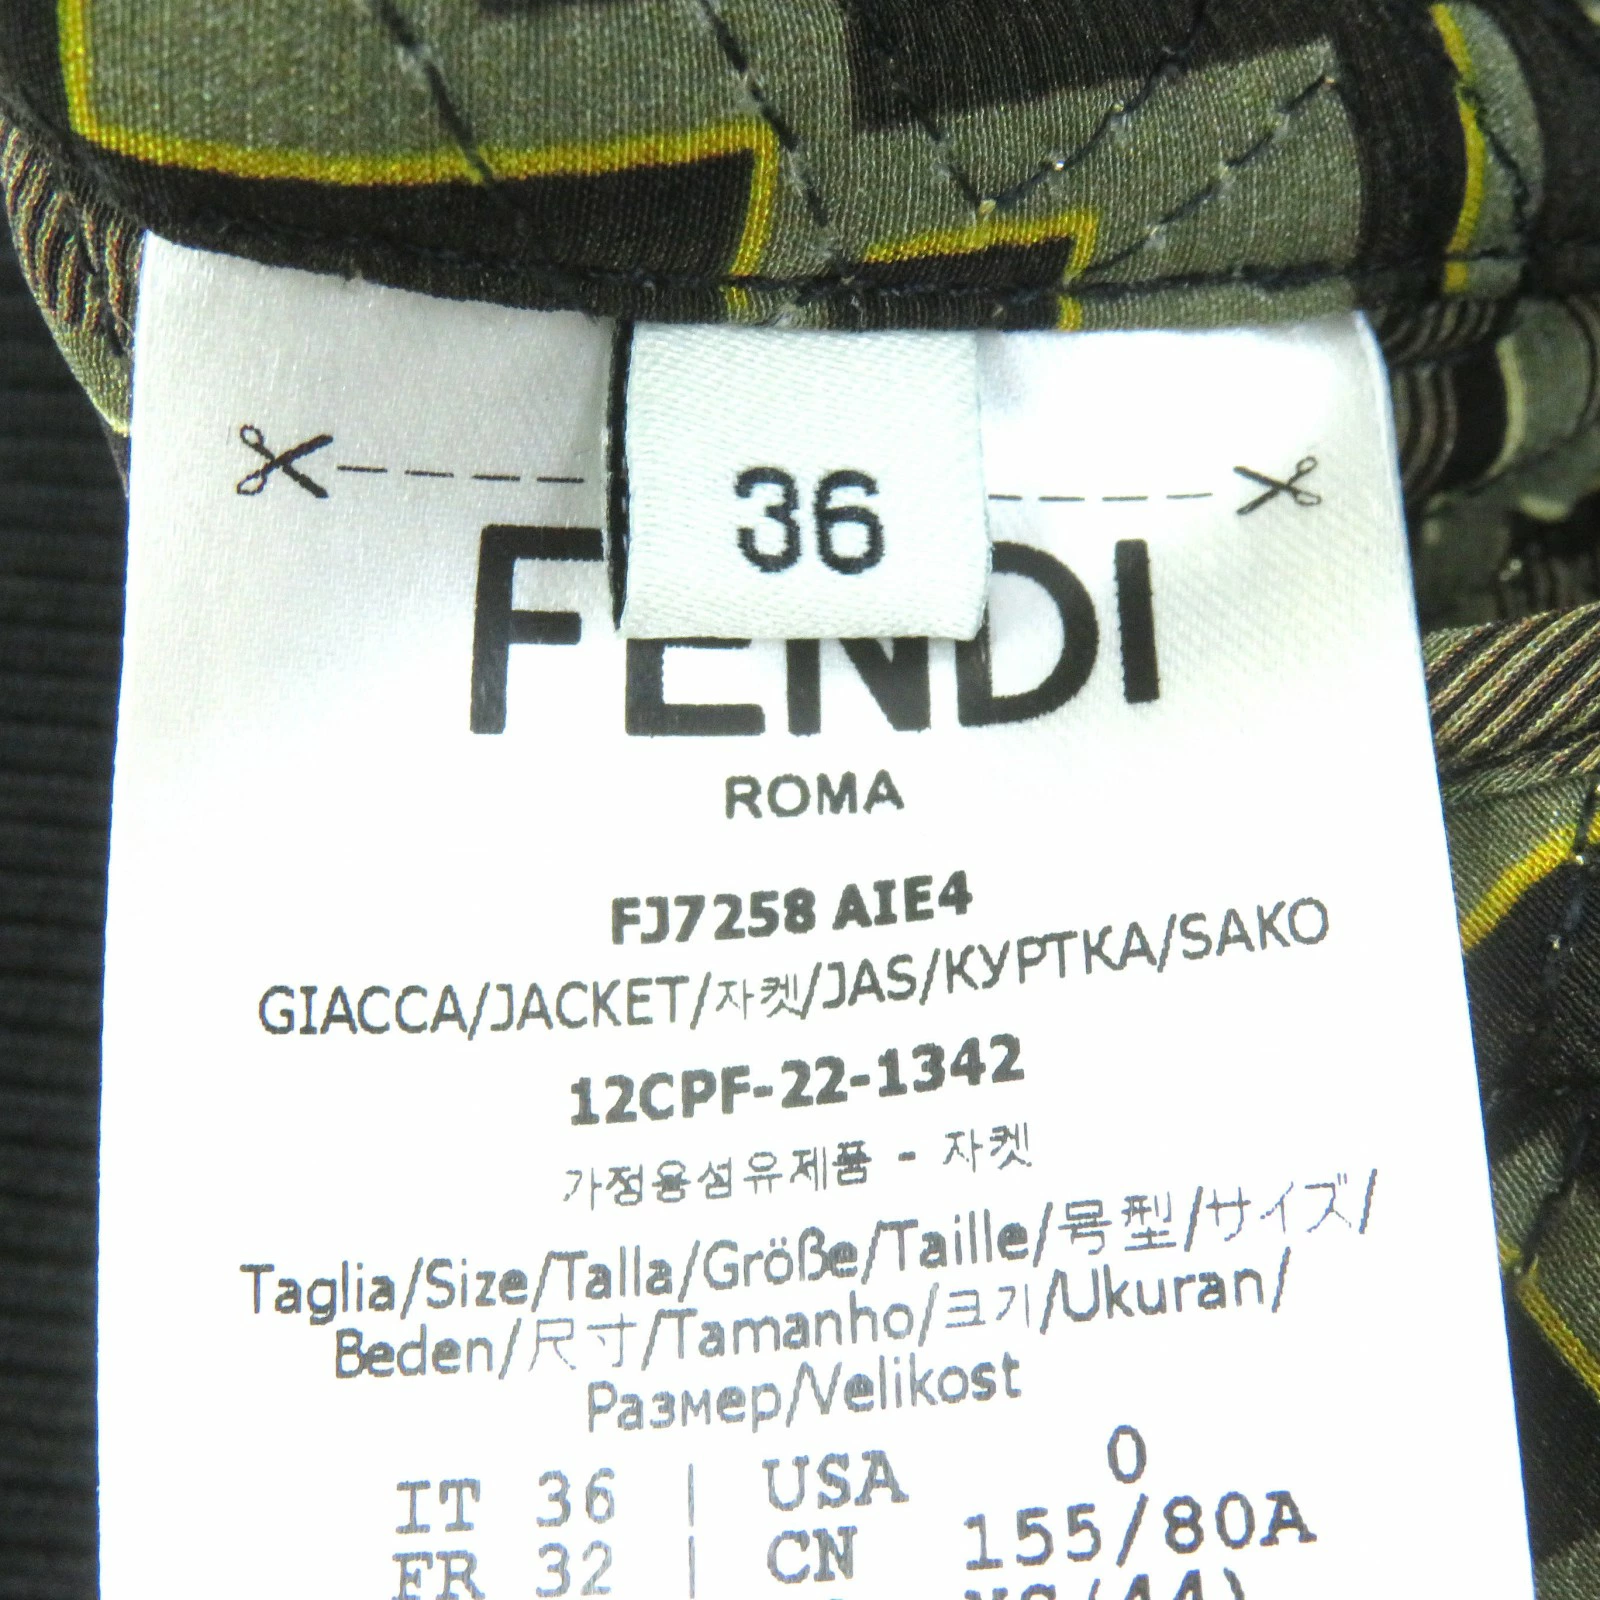 36
FENDI
ROMA
FJ7258 AIE4
GIACCA/JACKET/자켓/JAS/КУРТКА/SAKO
12CPF-22-1342
가정용섬유제품 - 자켓
Taglia/Size/Talla/Größe/Taille/号型/サイズ/
Beden/尺寸/Tamanho/크기/Ukuran/
Размер/Velikost
IT 36 | USA 0
FR 32 | CN 155/80A
XS(44)